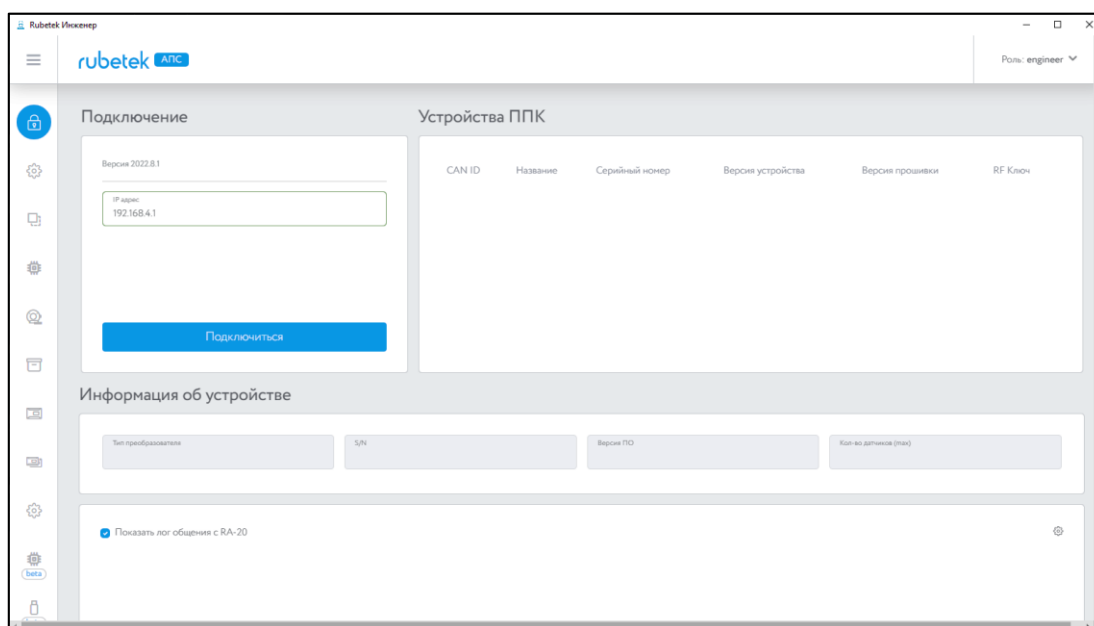 Rubetek Инженер
rubetek АПС
Роль: engineer
Подключение
Устройства ППК
Версия 2022.8.1
IP адрес
192.168.4.1
Подключиться
CAN ID Название Серийный номер Версия устройства Версия прошивки RF Ключ
Информация об устройстве
Тип преобразователя S/N Версия ПО Кол-во датчиков (max)
Показать лог общения с RA-20
beta